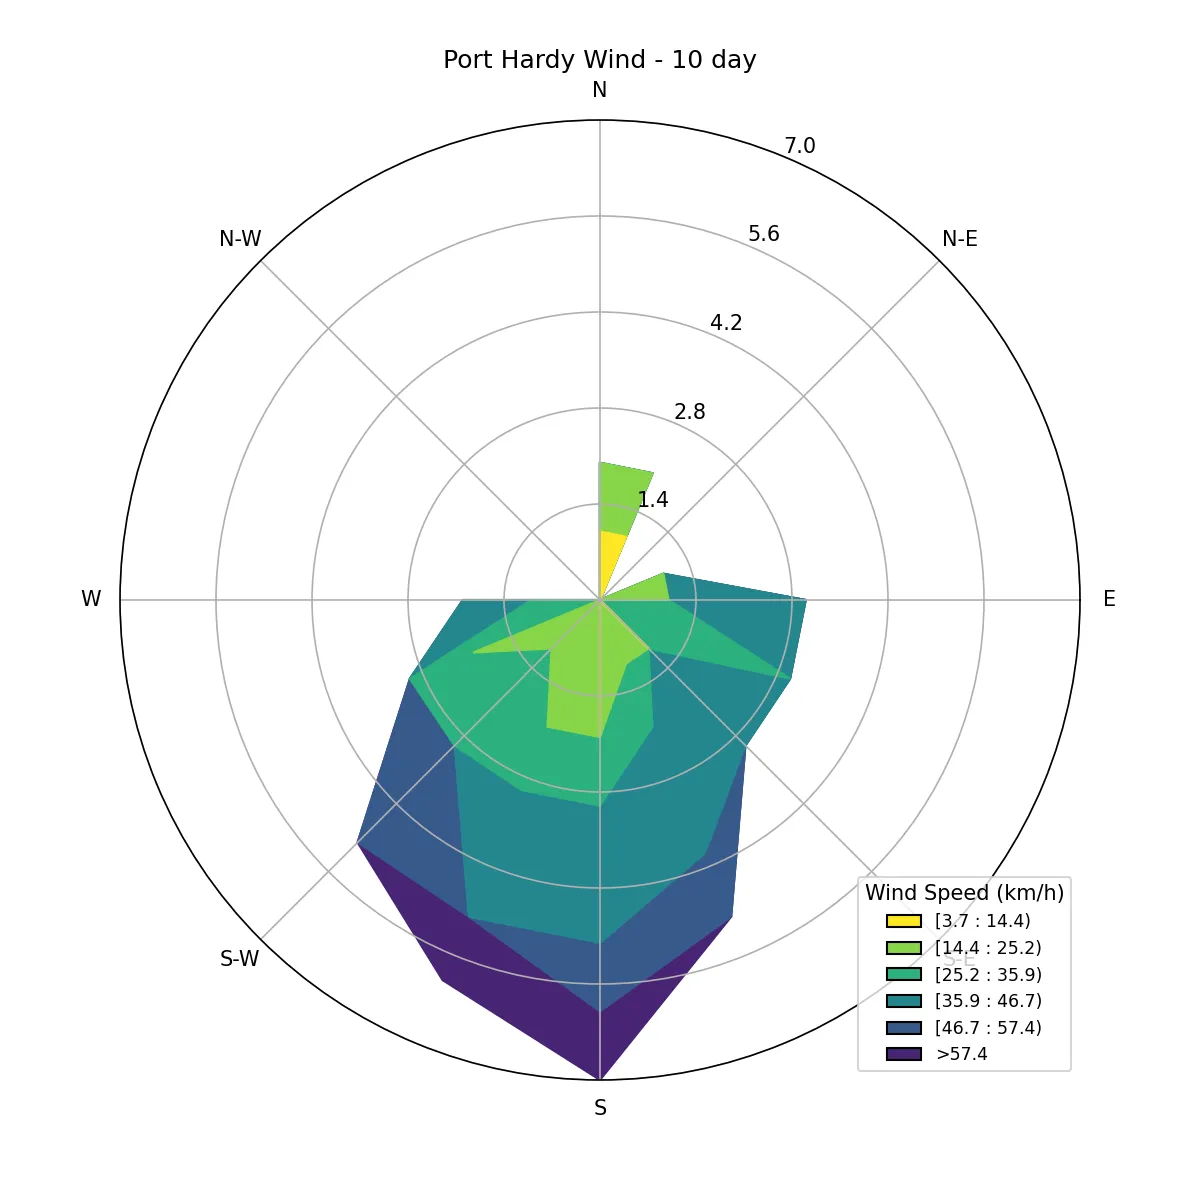 Port Hardy Wind - 10 day
N
7.0
N-W
5.6
N-E
4.2
2.8
1.4
W
E
Wind Speed (km/h)
[3.7 : 14.4)
[14.4 : 25.2)
S-W
S-E
[25.2 : 35.9)
[35.9 : 46.7)
[46.7 : 57.4)
>57.4
S